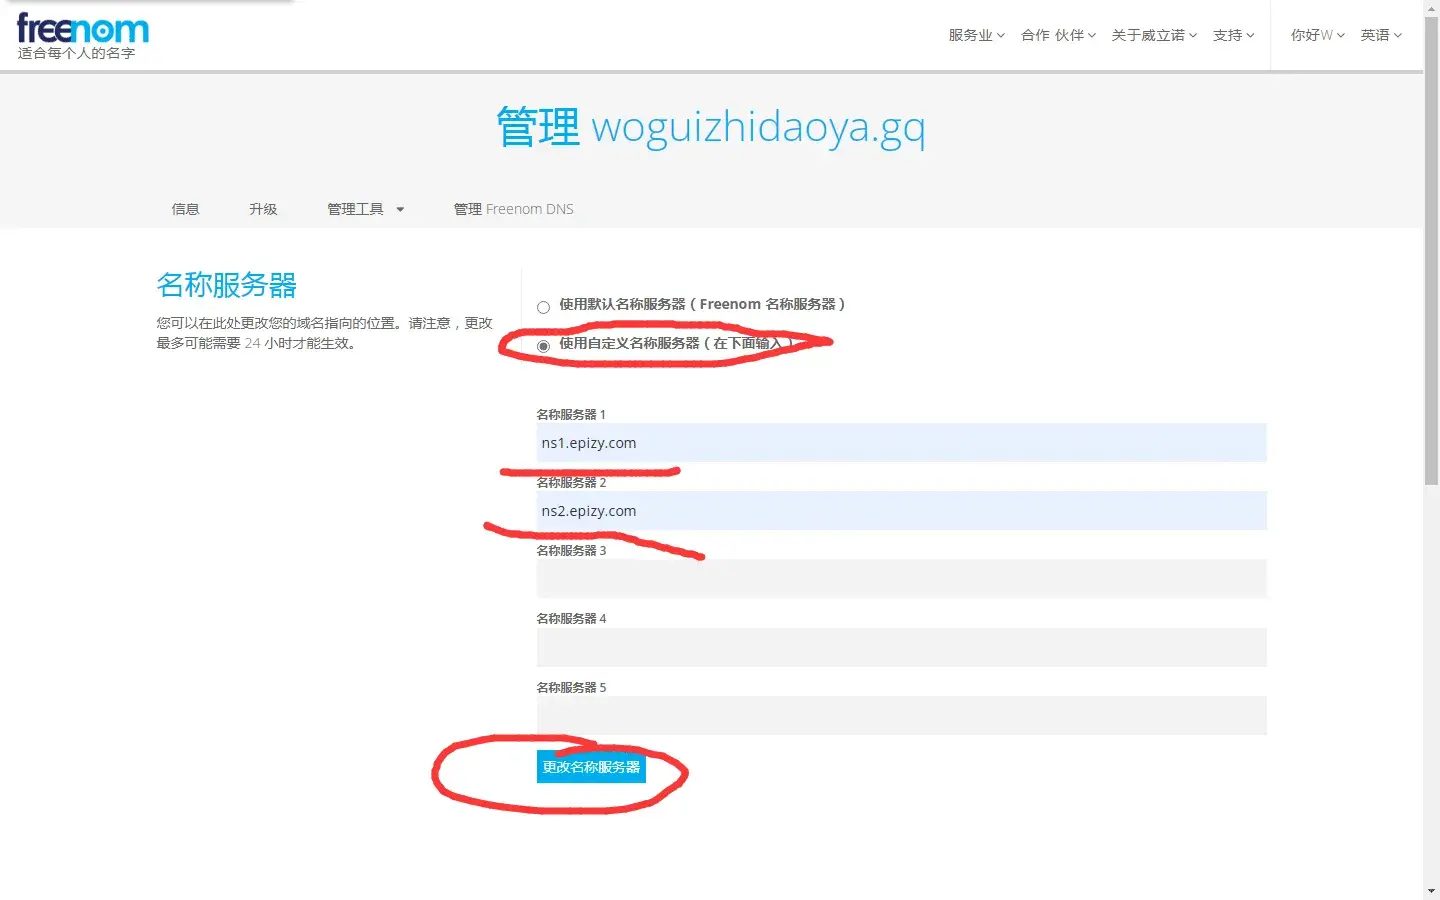 freenom
适合每个人的名字
服务业 合作 伙伴 关于威立诺 支持 你好W 英语
管理 woguizhidaoya.gq
信息 升级 管理工具 管理 Freenom DNS
名称服务器
您可以在此处更改您的域名指向的位置。请注意，更改
最多可能需要 24 小时才能生效。
使用默认名称服务器（Freenom 名称服务器）
使用自定义名称服务器（在下面输入）
名称服务器 1
ns1.epizy.com
名称服务器 2
ns2.epizy.com
名称服务器 3
名称服务器 4
名称服务器 5
更改名称服务器